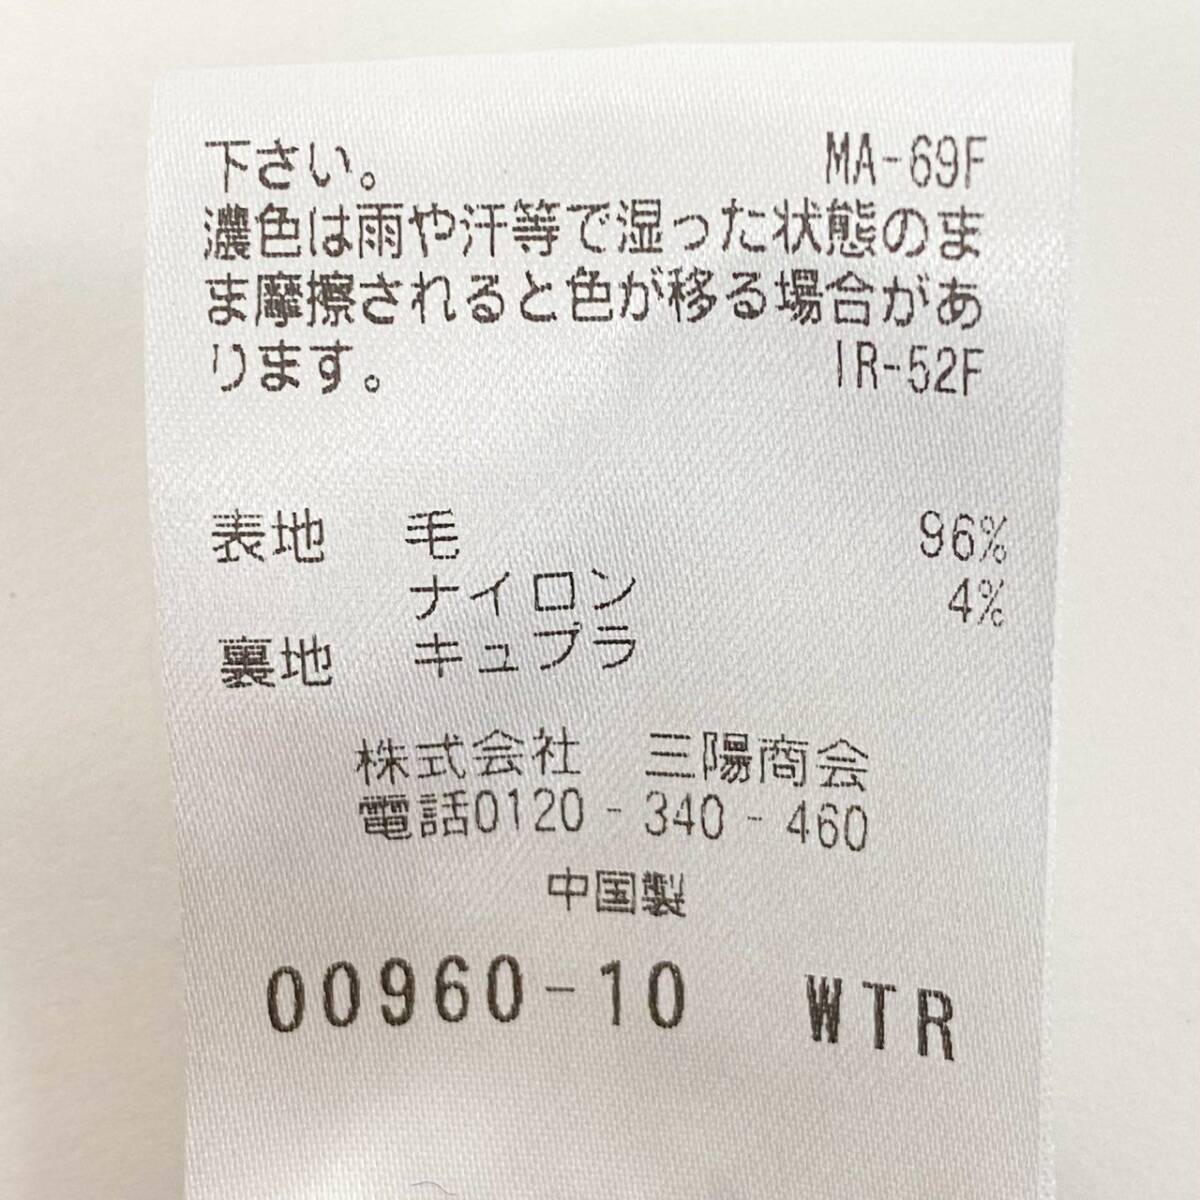 下さい。 MA-69F
濃色は雨や汗等で湿った状態のま
ま摩擦されると色が移る場合があ
ります。 IR-52F
表地 毛 96%
ナイロン 4%
裏地 キュプラ
株式会社 三陽商会
電話0120-340-460
中国製
00960-10 WTR